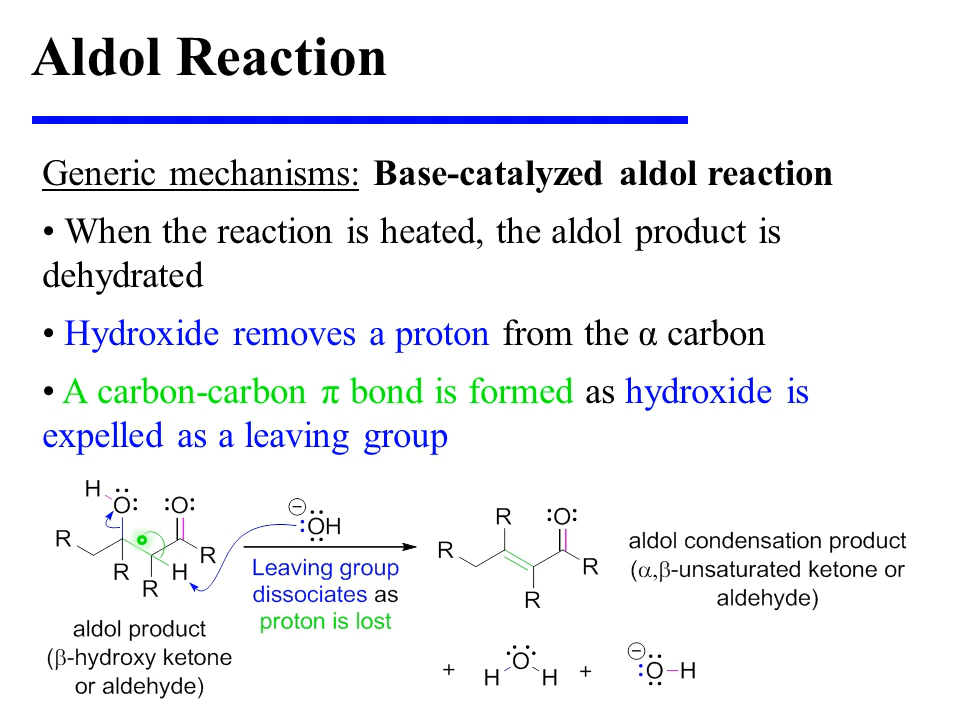 Aldol Reaction
Generic mechanisms: Base-catalyzed aldol reaction
• When the reaction is heated, the aldol product is
dehydrated
• Hydroxide removes a proton from the α carbon
• A carbon-carbon π bond is formed as hydroxide is
expelled as a leaving group
H
O O
R
R
R
H
R
⊖
OH
Leaving group
dissociates as
proton is lost
aldol product
(β-hydroxy ketone
or aldehyde)
R O
R
R
R
aldol condensation product
(α,β-unsaturated ketone or
aldehyde)
+
H O H
+
⊖
O H